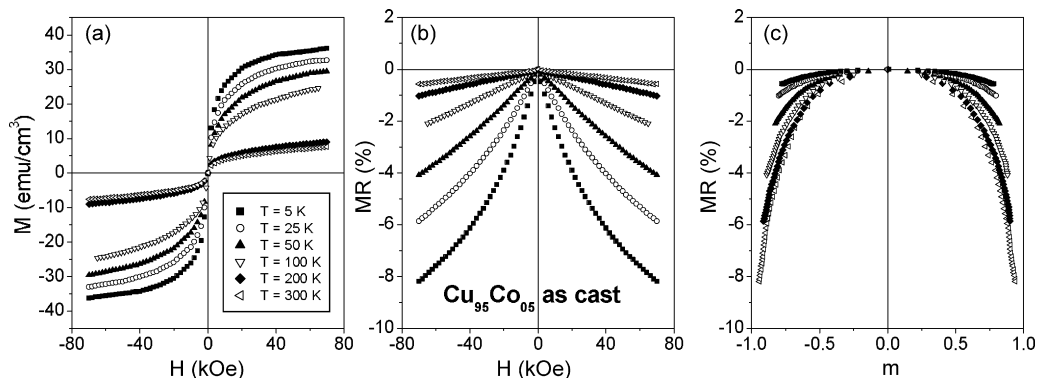 (a)
M (emu/cm³)
40
30
20
10
0
-10
-20
-30
-40
-80
-40
0
40
80
H (kOe)
T = 5 K
T = 25 K
T = 50 K
T = 100 K
T = 200 K
T = 300 K
(b)
MR (%)
2
0
-2
-4
-6
-8
-10
-80
-40
0
40
80
H (kOe)
Cu₉₅Co₀₅ as cast
(c)
MR (%)
2
0
-2
-4
-6
-8
-10
-1.0
-0.5
0.0
0.5
1.0
m